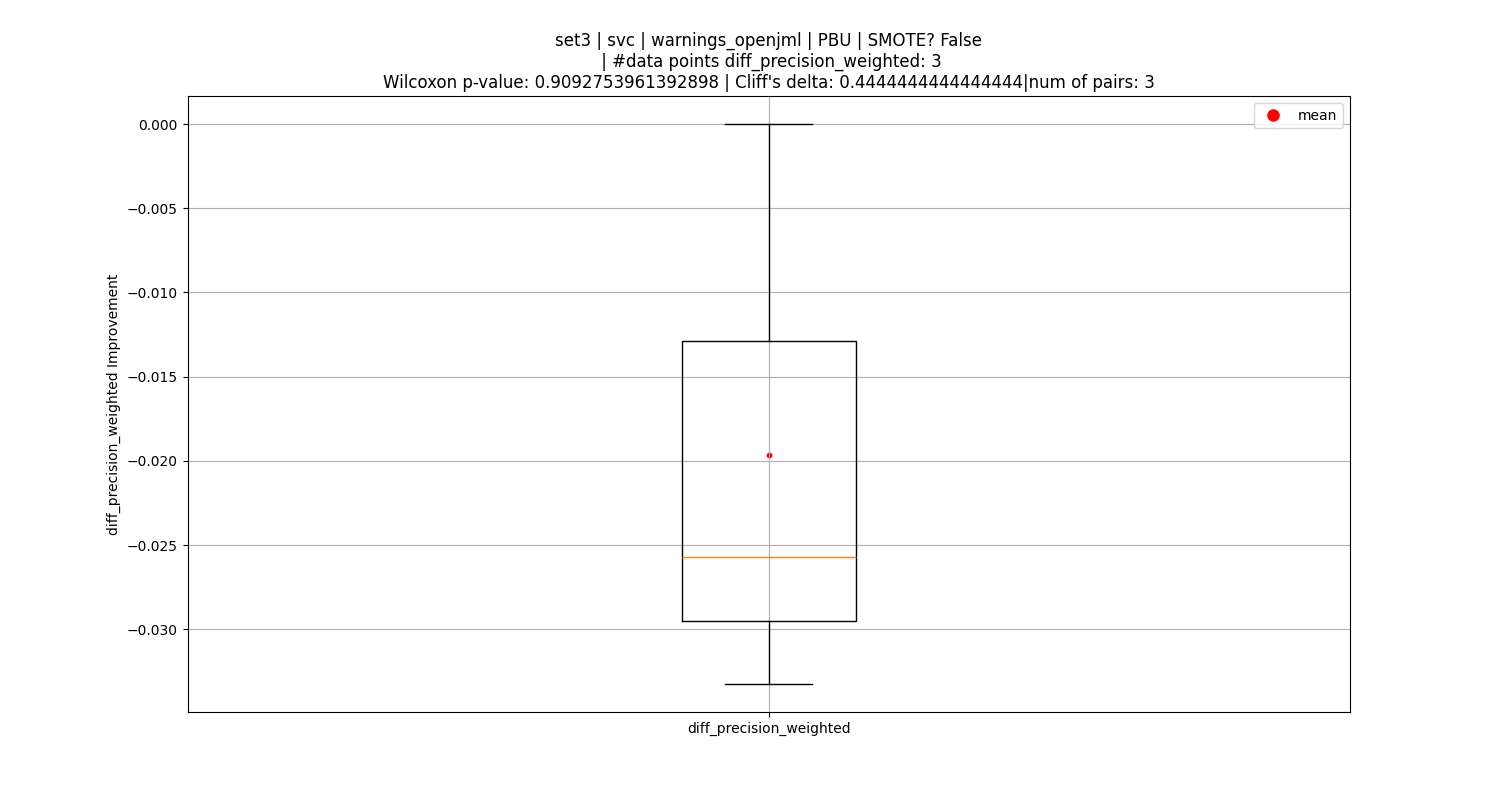 set3 | svc | warnings_openjml | PBU | SMOTE? False
| #data points diff_precision_weighted: 3
Wilcoxon p-value: 0.9092753961392898 | Cliff's delta: 0.4444444444444444|num of pairs: 3
mean
0.000
−0.005
−0.010
−0.015
−0.020
−0.025
−0.030
diff_precision_weighted Improvement
diff_precision_weighted